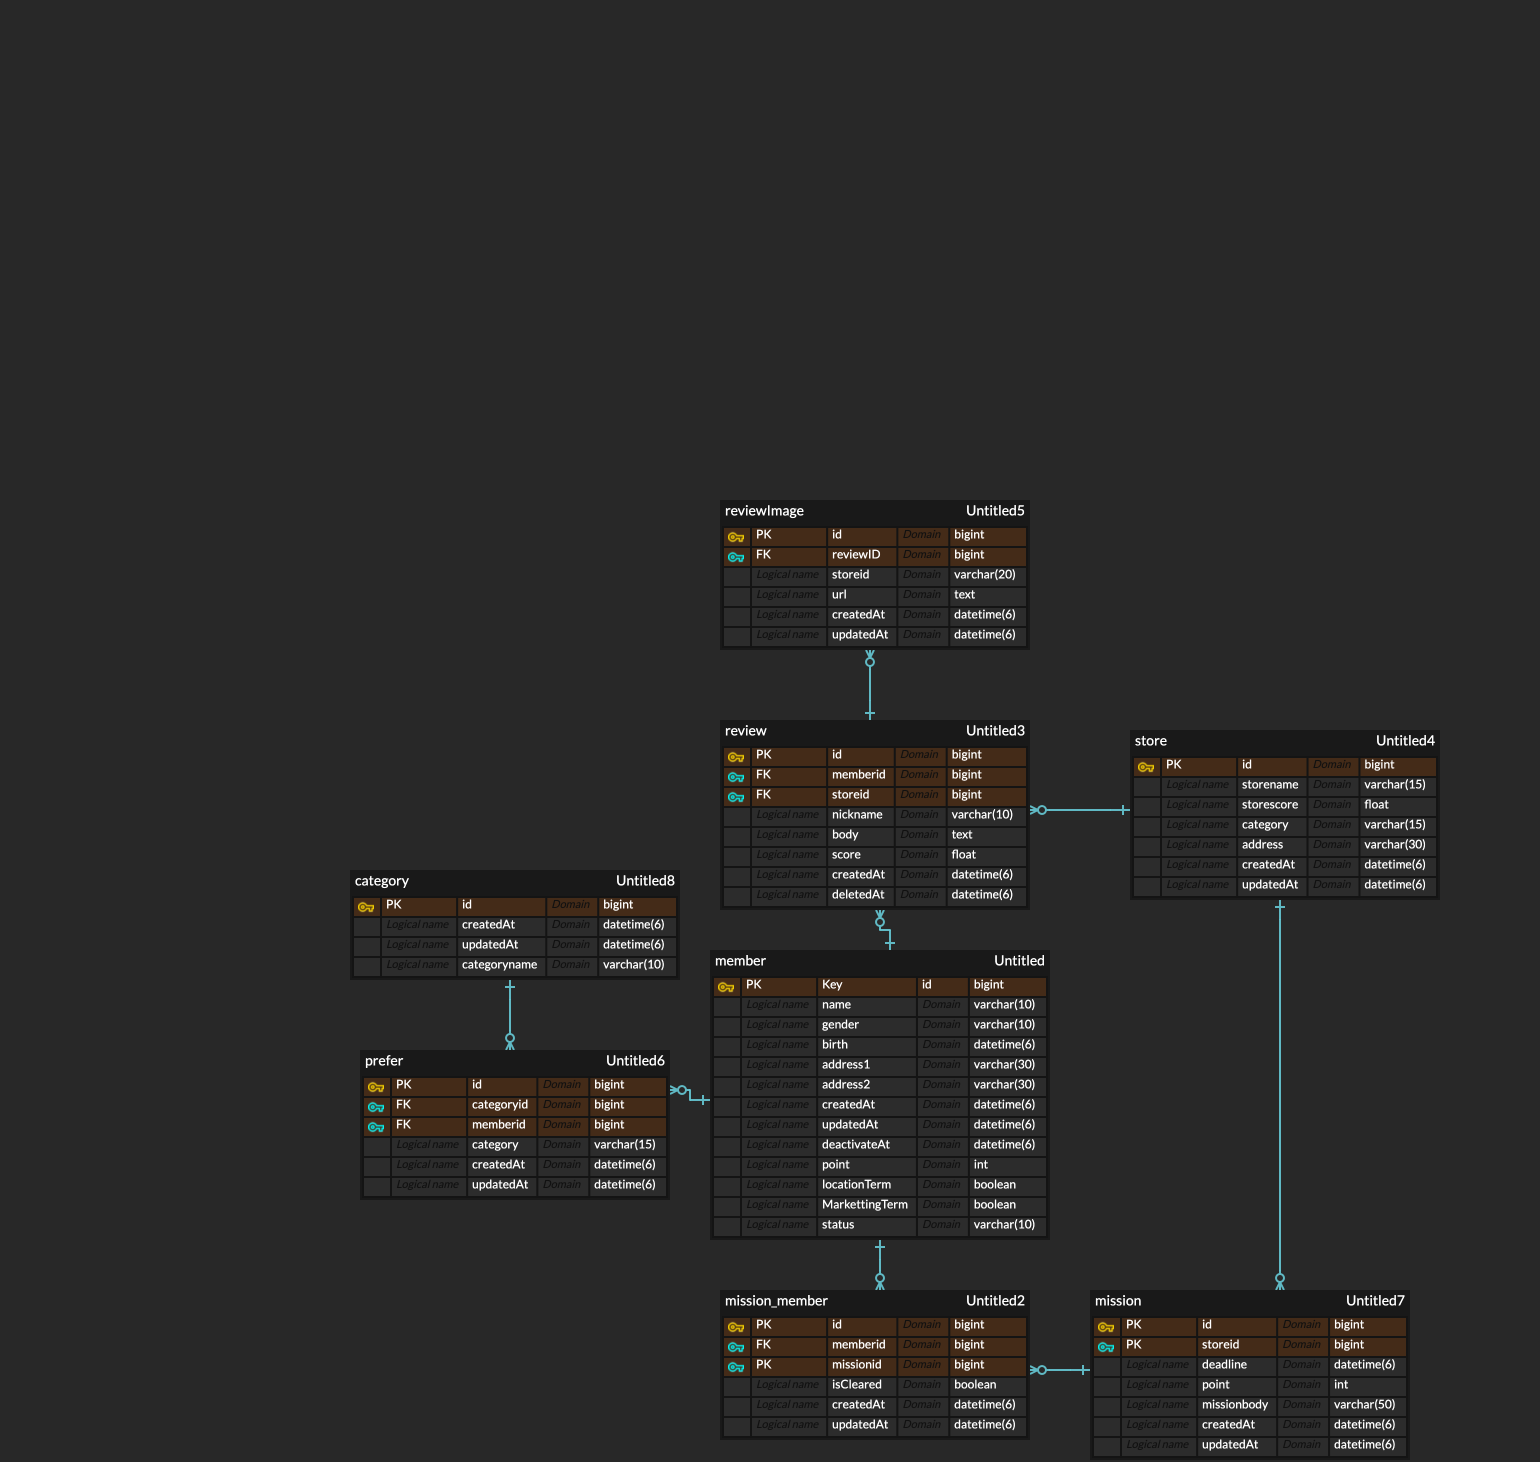 reviewImage Untitled5
PK id Domain bigint
FK reviewID Domain bigint
Logical name storeid Domain varchar(20)
Logical name url Domain text
Logical name createdAt Domain datetime(6)
Logical name updatedAt Domain datetime(6)
review Untitled3
PK id Domain bigint
FK memberid Domain bigint
FK storeid Domain bigint
Logical name nickname Domain varchar(10)
Logical name body Domain text
Logical name score Domain float
Logical name createdAt Domain datetime(6)
Logical name deletedAt Domain datetime(6)
store Untitled4
PK id Domain bigint
Logical name storename Domain varchar(15)
Logical name storescore Domain float
Logical name category Domain varchar(15)
Logical name address Domain varchar(30)
Logical name createdAt Domain datetime(6)
Logical name updatedAt Domain datetime(6)
category Untitled8
PK id Domain bigint
Logical name createdAt Domain datetime(6)
Logical name updatedAt Domain datetime(6)
Logical name categoryname Domain varchar(10)
member Untitled
PK Key id bigint
Logical name name Domain varchar(10)
Logical name gender Domain varchar(10)
Logical name birth Domain datetime(6)
Logical name address1 Domain varchar(30)
Logical name address2 Domain varchar(30)
Logical name createdAt Domain datetime(6)
Logical name updatedAt Domain datetime(6)
Logical name deactivateAt Domain datetime(6)
Logical name point Domain int
Logical name locationTerm Domain boolean
Logical name MarkettingTerm Domain boolean
Logical name status Domain varchar(10)
prefer Untitled6
PK id Domain bigint
FK categoryid Domain bigint
FK memberid Domain bigint
Logical name category Domain varchar(15)
Logical name createdAt Domain datetime(6)
Logical name updatedAt Domain datetime(6)
mission_member Untitled2
PK id Domain bigint
FK memberid Domain bigint
PK missionid Domain bigint
Logical name isCleared Domain boolean
Logical name createdAt Domain datetime(6)
Logical name updatedAt Domain datetime(6)
mission Untitled7
PK id Domain bigint
PK storeid Domain bigint
Logical name deadline Domain datetime(6)
Logical name point Domain int
Logical name missionbody Domain varchar(50)
Logical name createdAt Domain datetime(6)
Logical name updatedAt Domain datetime(6)